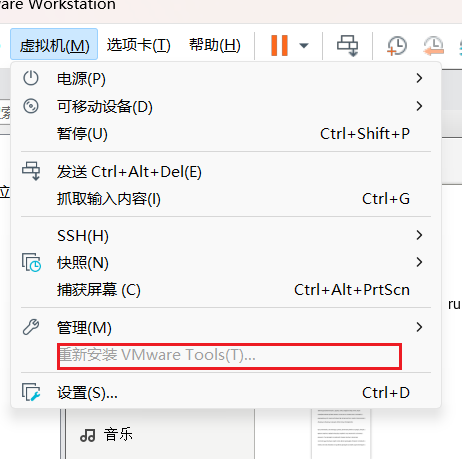 are Workstation
虚拟机(M) 选项卡(T) 帮助(H)
电源(P)
可移动设备(D)
暂停(U) Ctrl+Shift+P
发送 Ctrl+Alt+Del(E)
抓取输入内容(I) Ctrl+G
SSH(H)
快照(N)
捕获屏幕 (C) Ctrl+Alt+PrtScn
ru
管理(M)
重新安装 VMware Tools(T)...
设置(S)... Ctrl+D
音乐